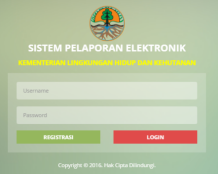 SISTEM PELAPORAN ELEKTRONIK
KEMENTERIAN LINGKUNGAN HIDUP DAN KEHUTANAN
Username
Password
REGISTRASI
LOGIN
Copyright © 2016. Hak Cipta Dilindungi.